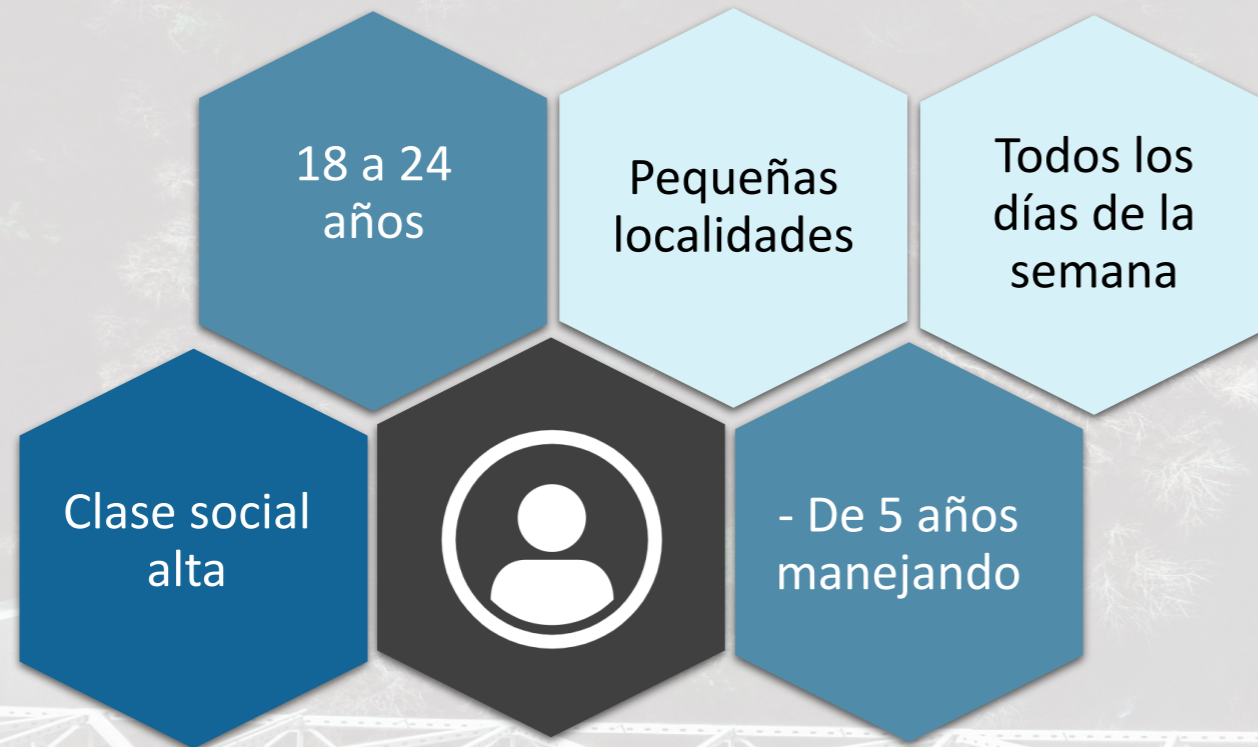 18 a 24
años
Pequeñas
localidades
Todos los
días de la
semana
Clase social
alta
- De 5 años
manejando